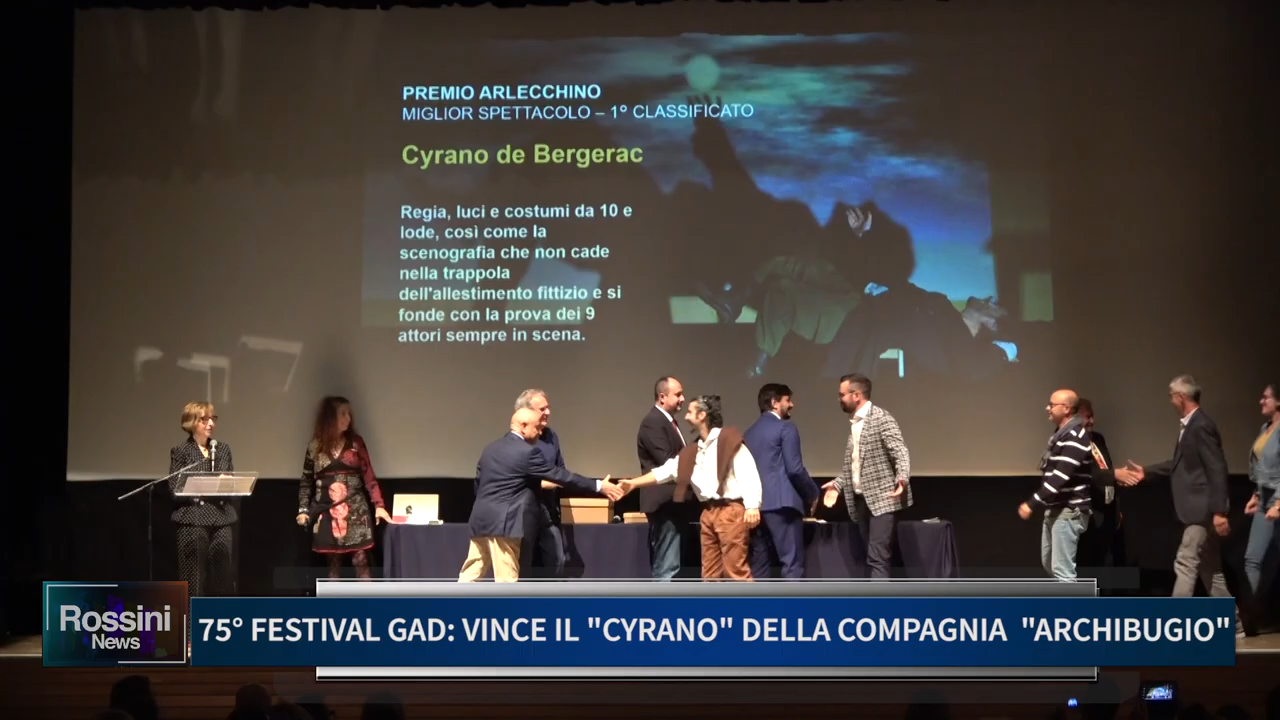 PREMIO ARLECCHINO
MIGLIOR SPETTACOLO – 1° CLASSIFICATO
Cyrano de Bergerac
Regia, luci e costumi da 10 e
lode, così come la
scenografia che non cade
nella trappola
dell'allestimento fittizio e si
fonde con la prova dei 9
attori sempre in scena.
Rossini
News
75° FESTIVAL GAD: VINCE IL "CYRANO" DELLA COMPAGNIA "ARCHIBUGIO"